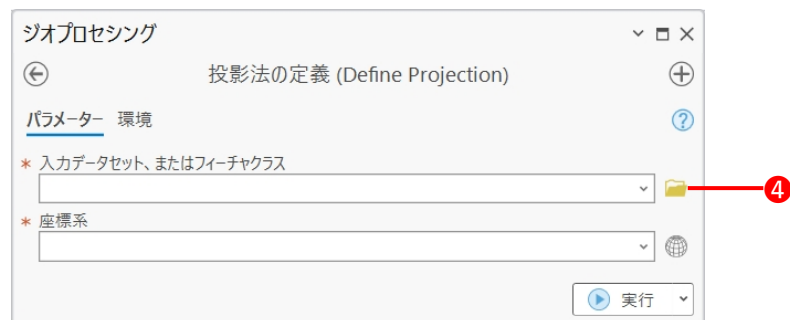 ジオプロセシング
投影法の定義 (Define Projection)
パラメーター 環境
* 入力データセット、またはフィーチャクラス
4
* 座標系
実行